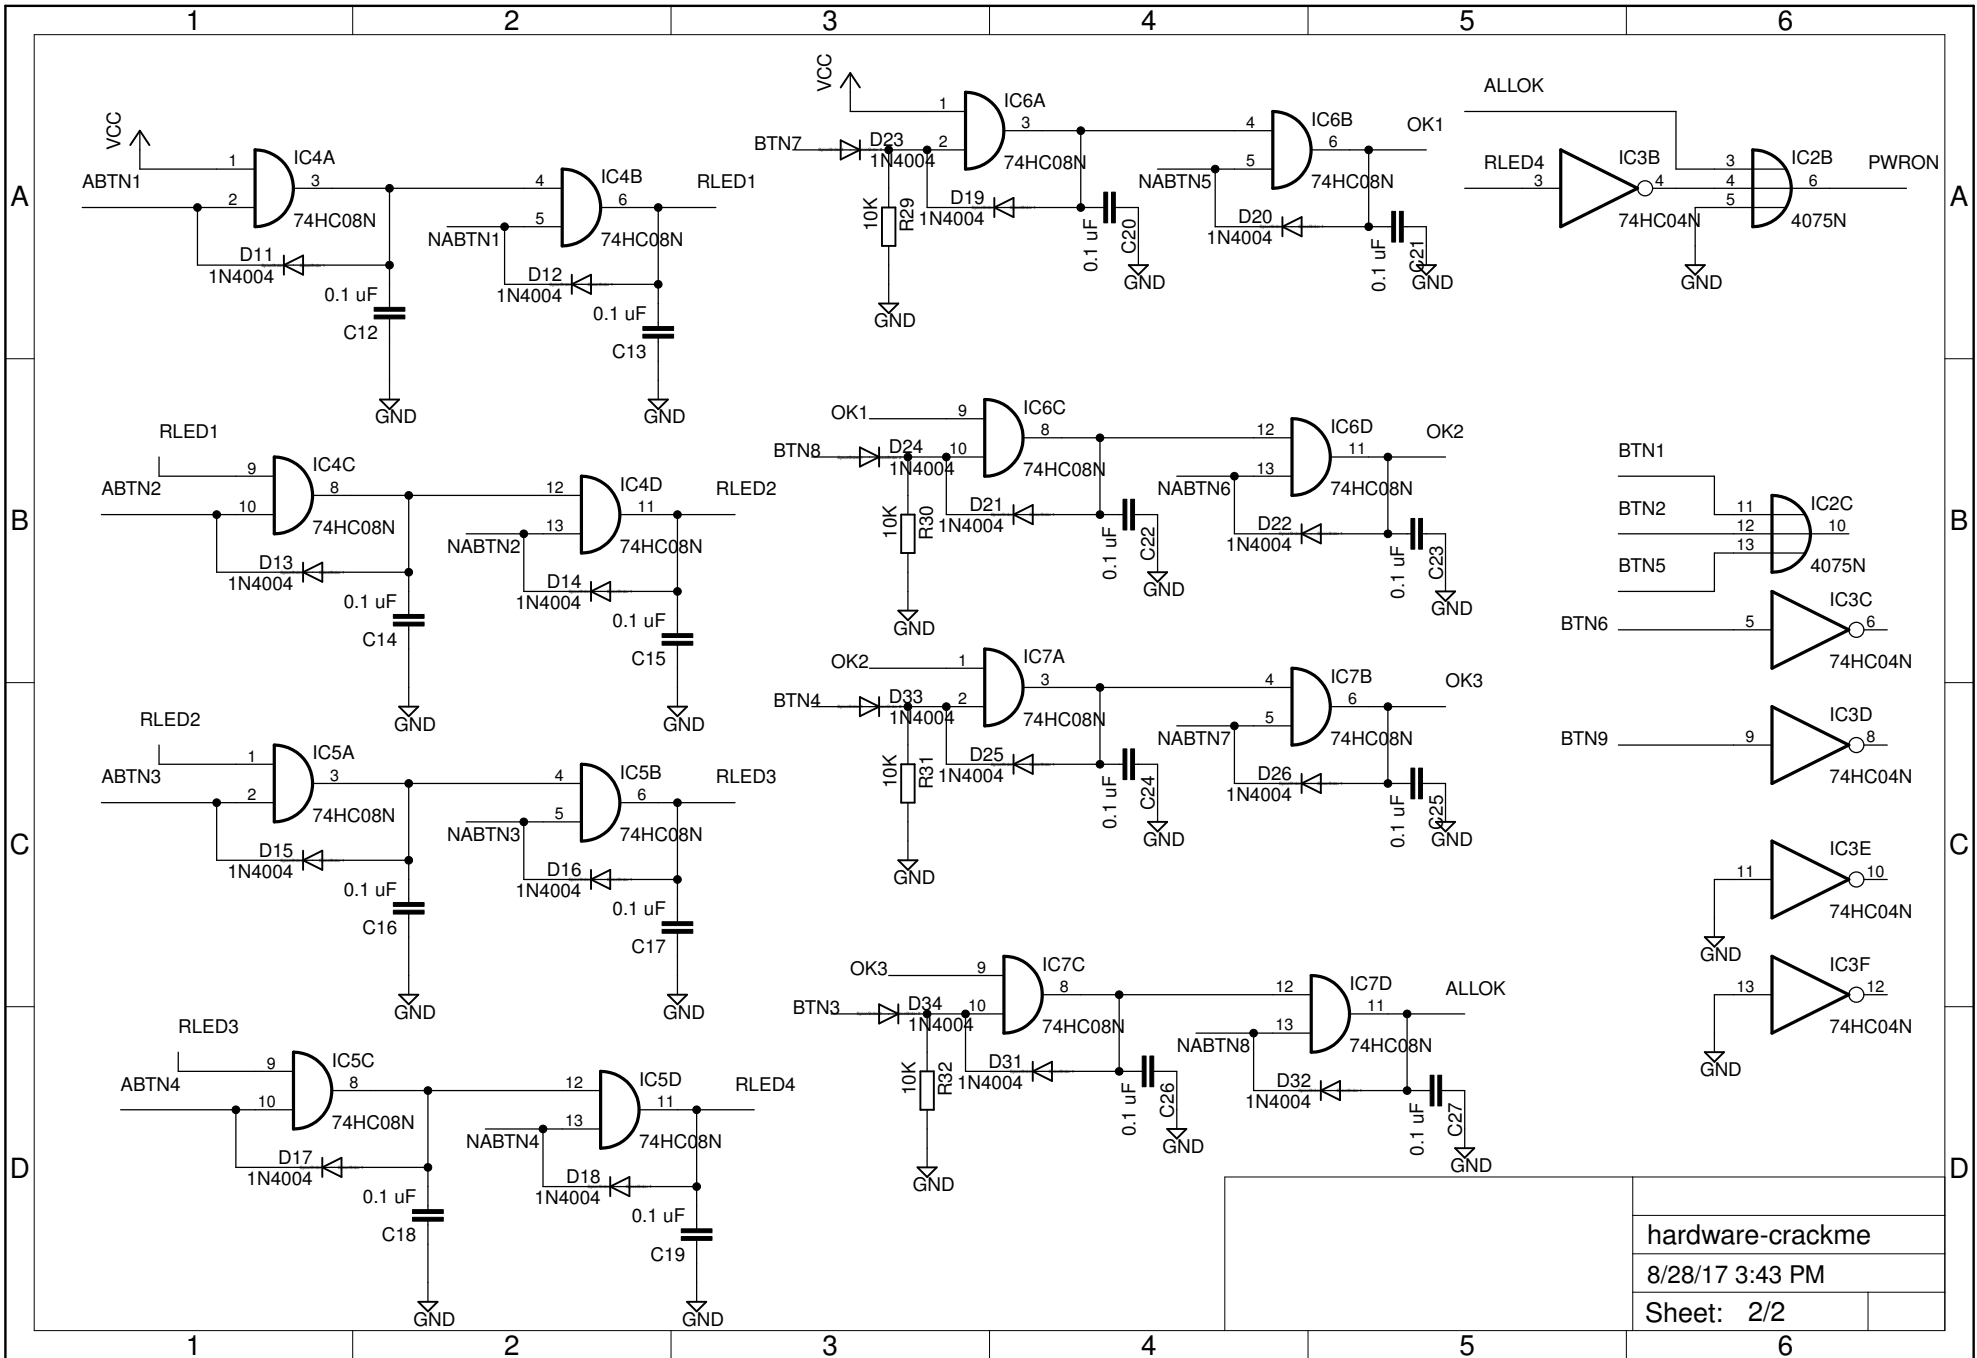 1 2 3 4 5 6
A
B
C
D
VCC
ABTN1
1
2
IC4A
3
74HC08N
D11
1N4004
0.1 uF
C12
GND
4
5
NABTN1
IC4B
6
74HC08N
RLED1
D12
1N4004
0.1 uF
C13
GND
RLED1
ABTN2
9
10
IC4C
8
74HC08N
D13
1N4004
0.1 uF
C14
GND
12
13
NABTN2
IC4D
11
74HC08N
RLED2
D14
1N4004
0.1 uF
C15
GND
RLED2
ABTN3
1
2
IC5A
3
74HC08N
D15
1N4004
0.1 uF
C16
GND
4
5
NABTN3
IC5B
6
74HC08N
RLED3
D16
1N4004
0.1 uF
C17
GND
RLED3
ABTN4
9
10
IC5C
8
74HC08N
D17
1N4004
0.1 uF
C18
GND
12
13
NABTN4
IC5D
11
74HC08N
RLED4
D18
1N4004
0.1 uF
C19
GND
VCC
BTN7
D23
1N4004
1
2
IC6A
3
74HC08N
10K
R29
GND
D19
1N4004
0.1 uF
C20
GND
4
5
NABTN5
IC6B
6
74HC08N
OK1
D20
1N4004
0.1 uF
C21
GND
OK1
BTN8
D24
1N4004
9
10
IC6C
8
74HC08N
10K
R30
GND
D21
1N4004
0.1 uF
C22
GND
12
13
NABTN6
IC6D
11
74HC08N
OK2
D22
1N4004
0.1 uF
C23
GND
OK2
BTN4
D33
1N4004
1
2
IC7A
3
74HC08N
10K
R31
GND
D25
1N4004
0.1 uF
C24
GND
4
5
NABTN7
IC7B
6
74HC08N
OK3
D26
1N4004
0.1 uF
C25
GND
OK3
BTN3
D34
1N4004
9
10
IC7C
8
74HC08N
10K
R32
GND
D31
1N4004
0.1 uF
C26
GND
12
13
NABTN8
IC7D
11
74HC08N
ALLOK
D32
1N4004
0.1 uF
C27
GND
ALLOK
RLED4
3
IC3B
4
74HC04N
3
4
5
IC2B
6
4075N
PWRON
GND
BTN1
BTN2
BTN5
11
12
13
IC2C
10
4075N
BTN6
5
IC3C
6
74HC04N
BTN9
9
IC3D
8
74HC04N
11
IC3E
10
74HC04N
GND
13
IC3F
12
74HC04N
GND
hardware-crackme
8/28/17 3:43 PM
Sheet: 2/2
A
B
C
D
1 2 3 4 5 6